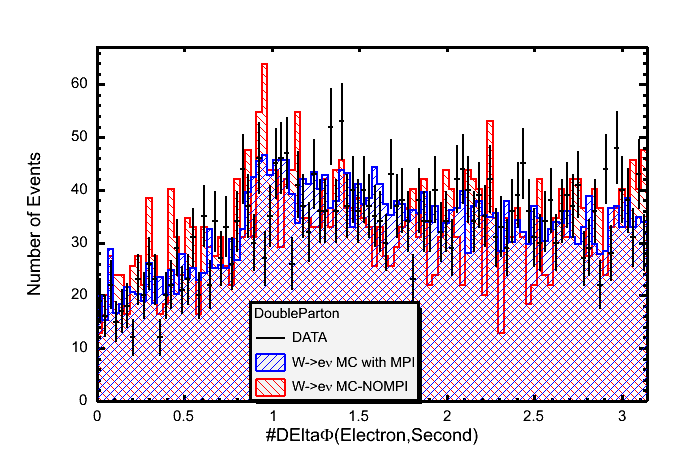 Number of Events
60
50
40
30
20
10
0
DoubleParton
DATA
W->eν MC with MPI
W->eν MC-NOMPI
0 0.5 1 1.5 2 2.5 3
#DEltaΦ(Electron,Second)